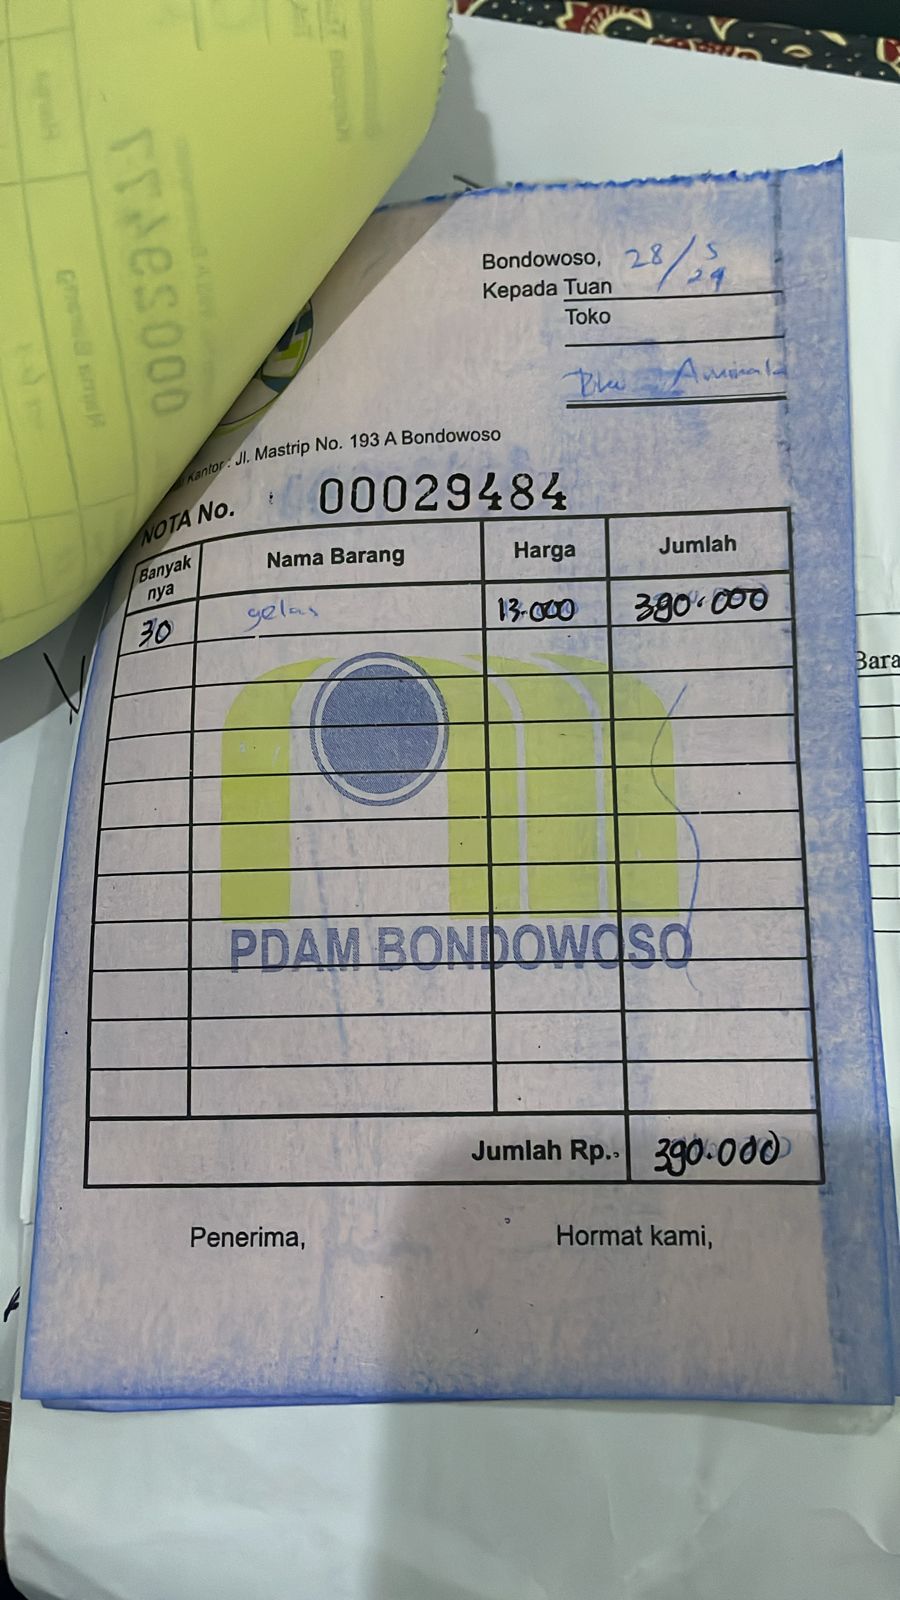 Bondowoso, 28/5
Kepada Tuan 24
Toko
Kantor : Jl. Mastrip No. 193 A Bondowoso
NOTA No. : 00029484
Banyak nya Nama Barang Harga Jumlah
30 gelas 13.000 390.000
PDAM BONDOWOSO
Jumlah Rp. 390.000
Penerima, Hormat kami,
Bara